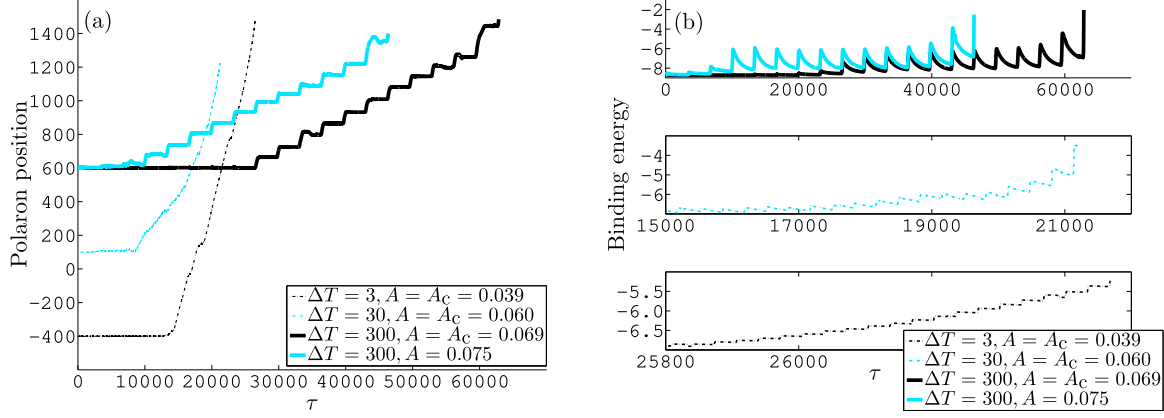 (a)
Polaron position
1400
1200
1000
800
600
400
200
0
−200
−400
0 10000 20000 30000 40000 50000 60000
τ
ΔT = 3, A = A_c = 0.039
ΔT = 30, A = A_c = 0.060
ΔT = 300, A = A_c = 0.069
ΔT = 300, A = 0.075
(b)
Binding energy
−2
−4
−6
−8
0 20000 40000 60000
−4
−5
−6
15000 17000 19000 21000
−5.5
−6.0
−6.5
25800 26000
τ
ΔT = 3, A = A_c = 0.039
ΔT = 30, A = A_c = 0.060
ΔT = 300, A = A_c = 0.069
ΔT = 300, A = 0.075